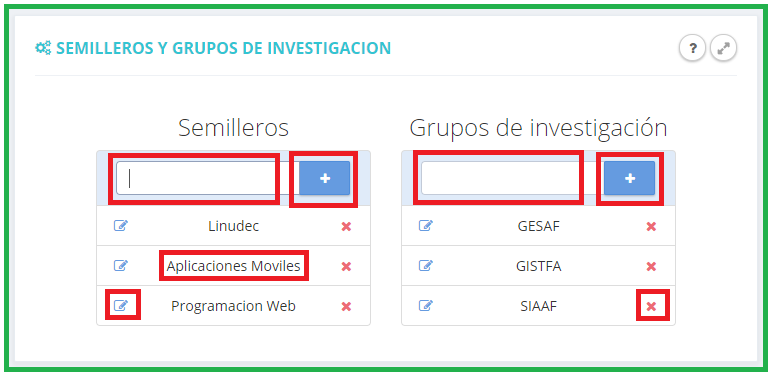 SEMILLEROS Y GRUPOS DE INVESTIGACION
?
Semilleros
Grupos de investigación
+
+
Linudec
GESAF
Aplicaciones Moviles
GISTFA
Programacion Web
SIAAF